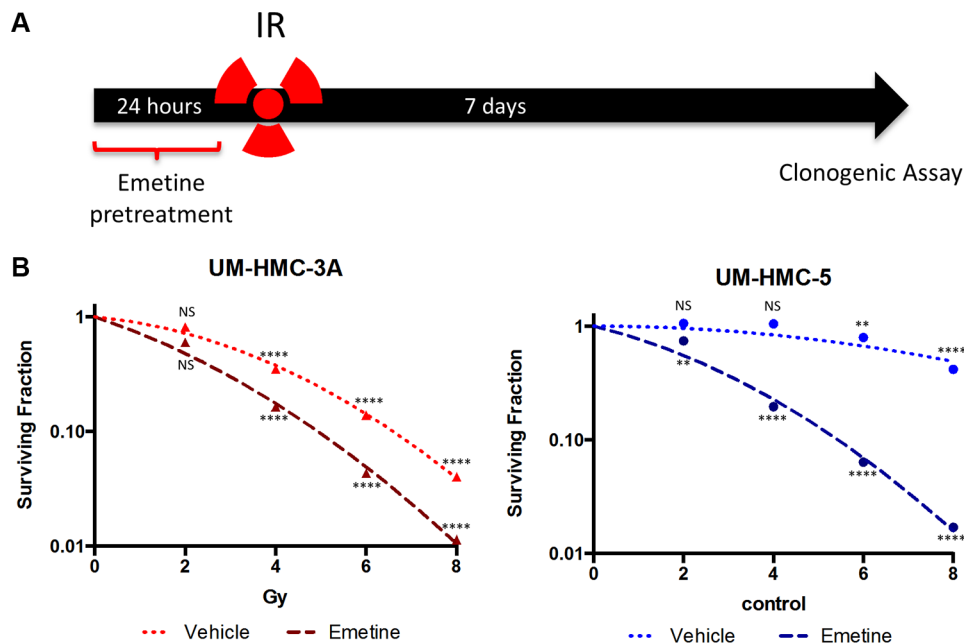 A
IR
24 hours
7 days
Emetine
pretreatment
Clonogenic Assay
B
UM-HMC-3A
Surviving Fraction
1
0.10
0.01
NS
NS
****
****
****
****
****
****
0 2 4 6 8
Gy
Vehicle Emetine
UM-HMC-5
Surviving Fraction
1
0.10
0.01
NS
NS
**
****
**
****
****
****
0 2 4 6 8
control
Vehicle Emetine